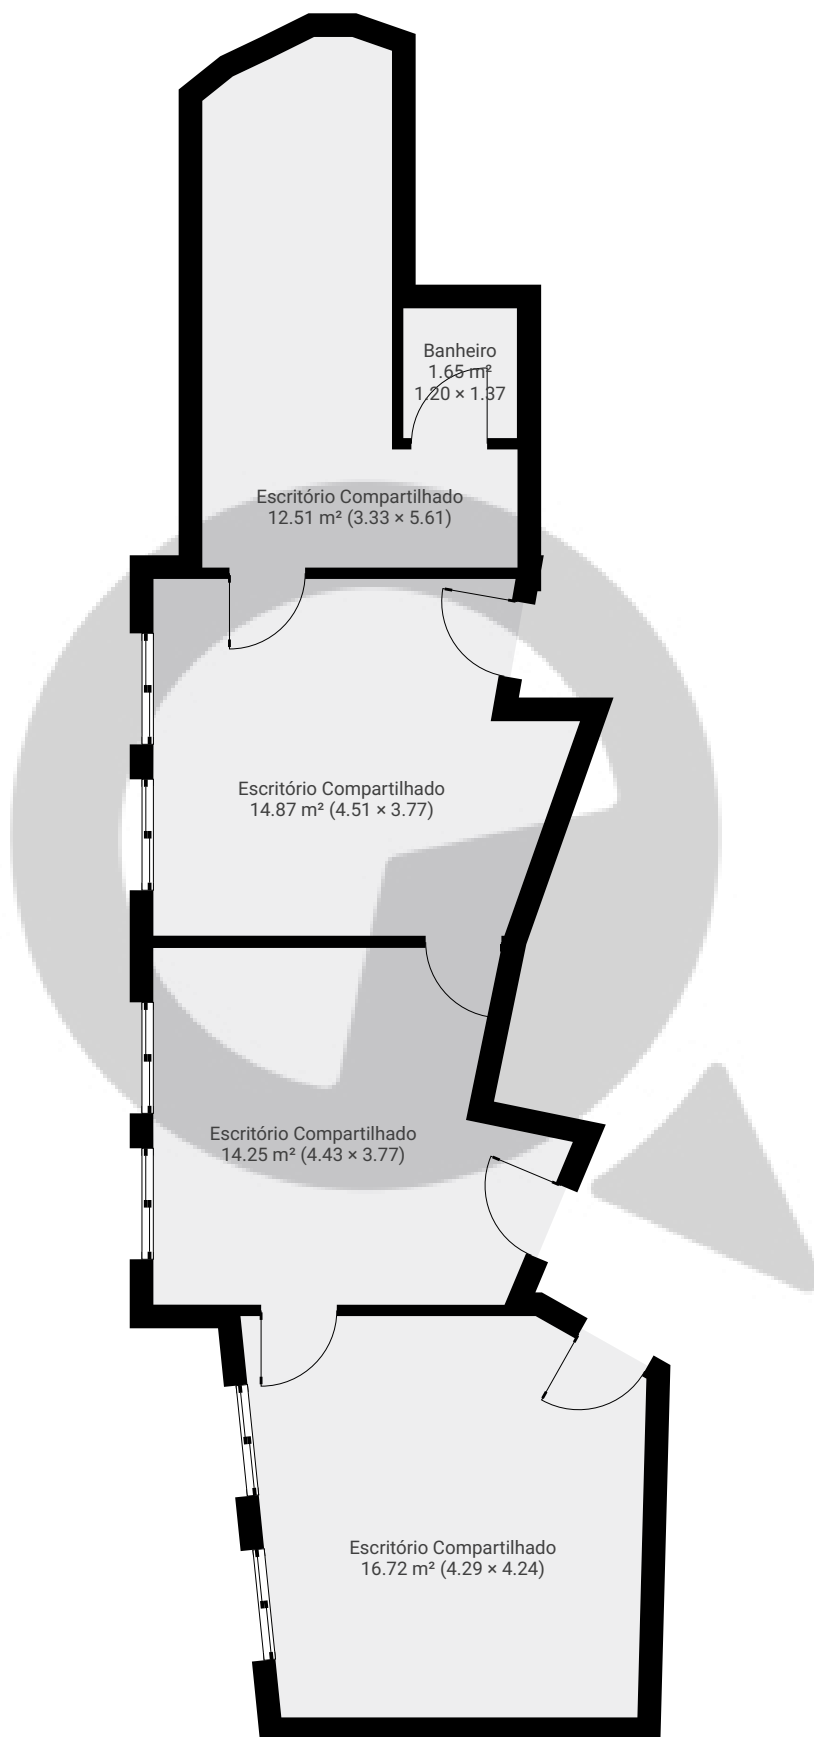 Banheiro
1.65 m²
1.20 × 1.37
Escritório Compartilhado
12.51 m² (3.33 × 5.61)
Escritório Compartilhado
14.87 m² (4.51 × 3.77)
Escritório Compartilhado
14.25 m² (4.43 × 3.77)
Escritório Compartilhado
16.72 m² (4.29 × 4.24)